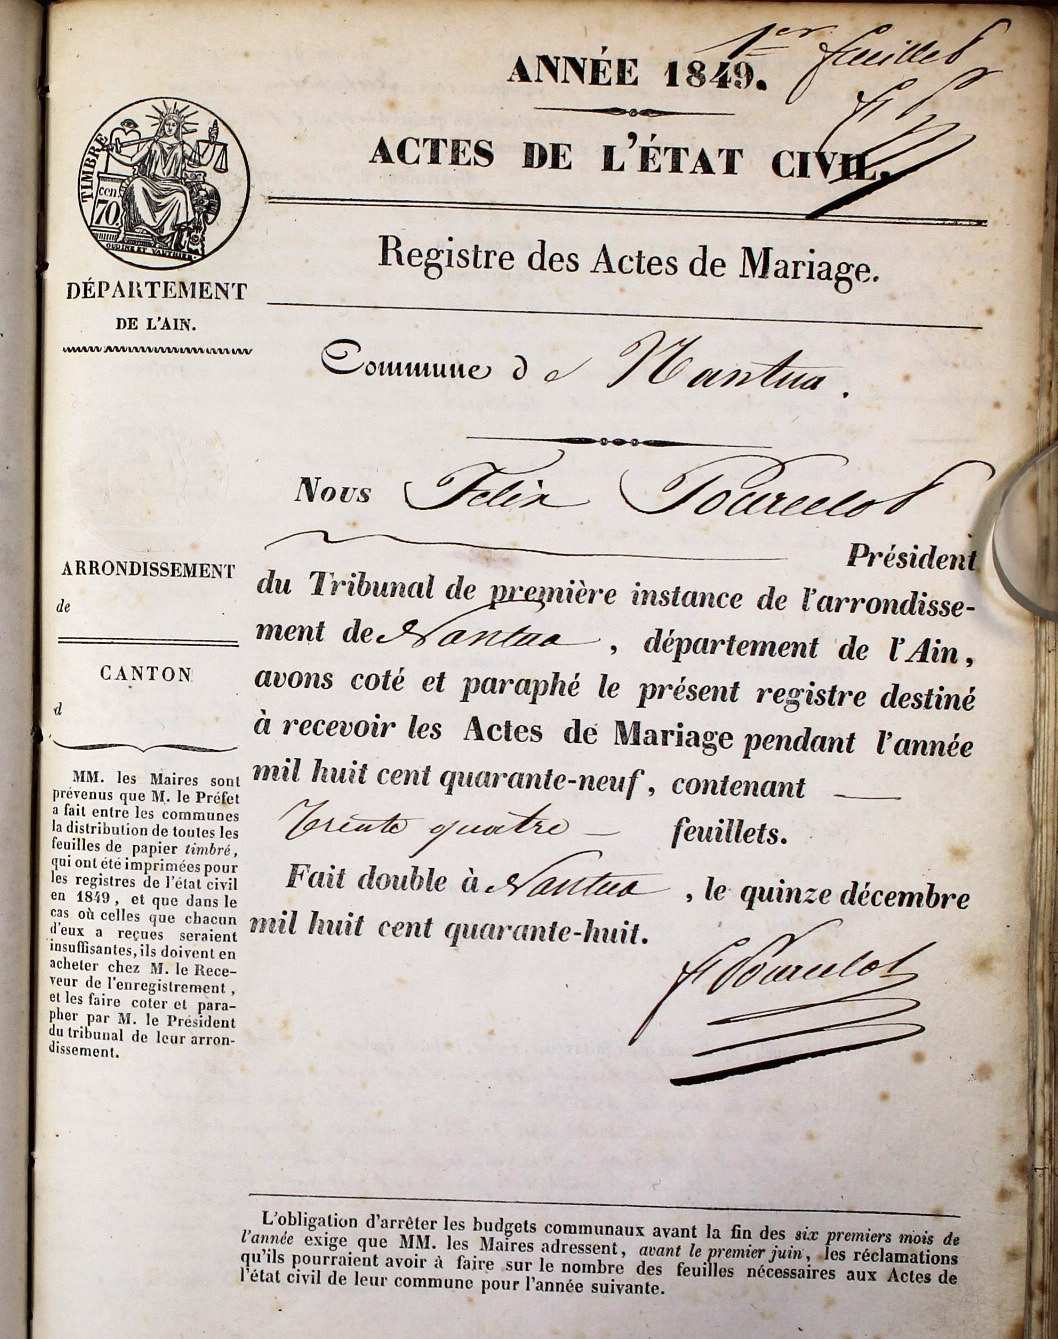 1er feuillet
ANNÉE 1849.
ACTES DE L'ÉTAT CIVIL.
TIMBRE
cen.
70
Registre des Actes de Mariage.
DÉPARTEMENT
DE L'AIN.
Commune de Nantua.
Nous Felix Pourcelot
Président
du Tribunal de première instance de l'arrondisse-
ment de Nantua, département de l'Ain,
avons coté et paraphé le présent registre destiné
à recevoir les Actes de Mariage pendant l'année
mil huit cent quarante-neuf, contenant
trente quatre feuillets.
Fait double à Nantua, le quinze décembre
mil huit cent quarante-huit.
F Pourcelot
ARRONDISSEMENT
de
CANTON
d
MM. les Maires sont
prévenus que M. le Préfet
a fait entre les communes
la distribution de toutes les
feuilles de papier timbré,
qui ont été imprimées pour
les registres de l'état civil
en 1849, et que dans le
cas où celles que chacun
d'eux a reçues seraient
insuffisantes, ils doivent en
acheter chez M. le Rece-
veur de l'enregistrement,
et les faire coter et para-
pher par M. le Président
du tribunal de leur arron-
dissement.
L'obligation d'arrêter les budgets communaux avant la fin des six premiers mois de
l'année exige que MM. les Maires adressent, avant le premier juin, les réclamations
qu'ils pourraient avoir à faire sur le nombre des feuilles nécessaires aux Actes de
l'état civil de leur commune pour l'année suivante.